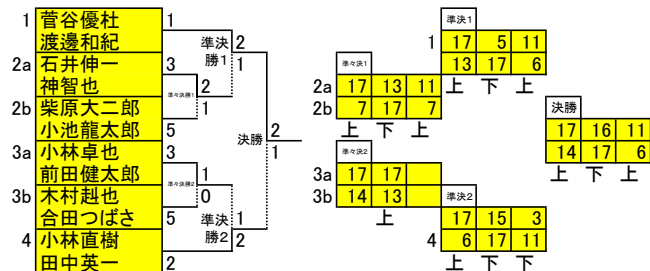 1 菅谷優杜 1
渡邊和紀 準決勝1 2
2a 石井伸一 3 1
神智也 準々決勝1 2
2b 柴原大二郎 1
小池龍太郎 5 決勝 2
3a 小林卓也 3 1
前田健太郎 準々決勝2 1
3b 木村赳也 0
合田つばさ 5 準決勝2 1
4 小林直樹 2
田中英一 2
準決1
1 17 5 11
13 17 6
上 下 上
準々決1
2a 17 13 11
2b 7 17 7
上 下 上
準々決2
3a 17 17
3b 14 13
上
準決2
17 15 3
4 6 17 11
上 下 下
決勝
17 16 11
14 17 6
上 下 上